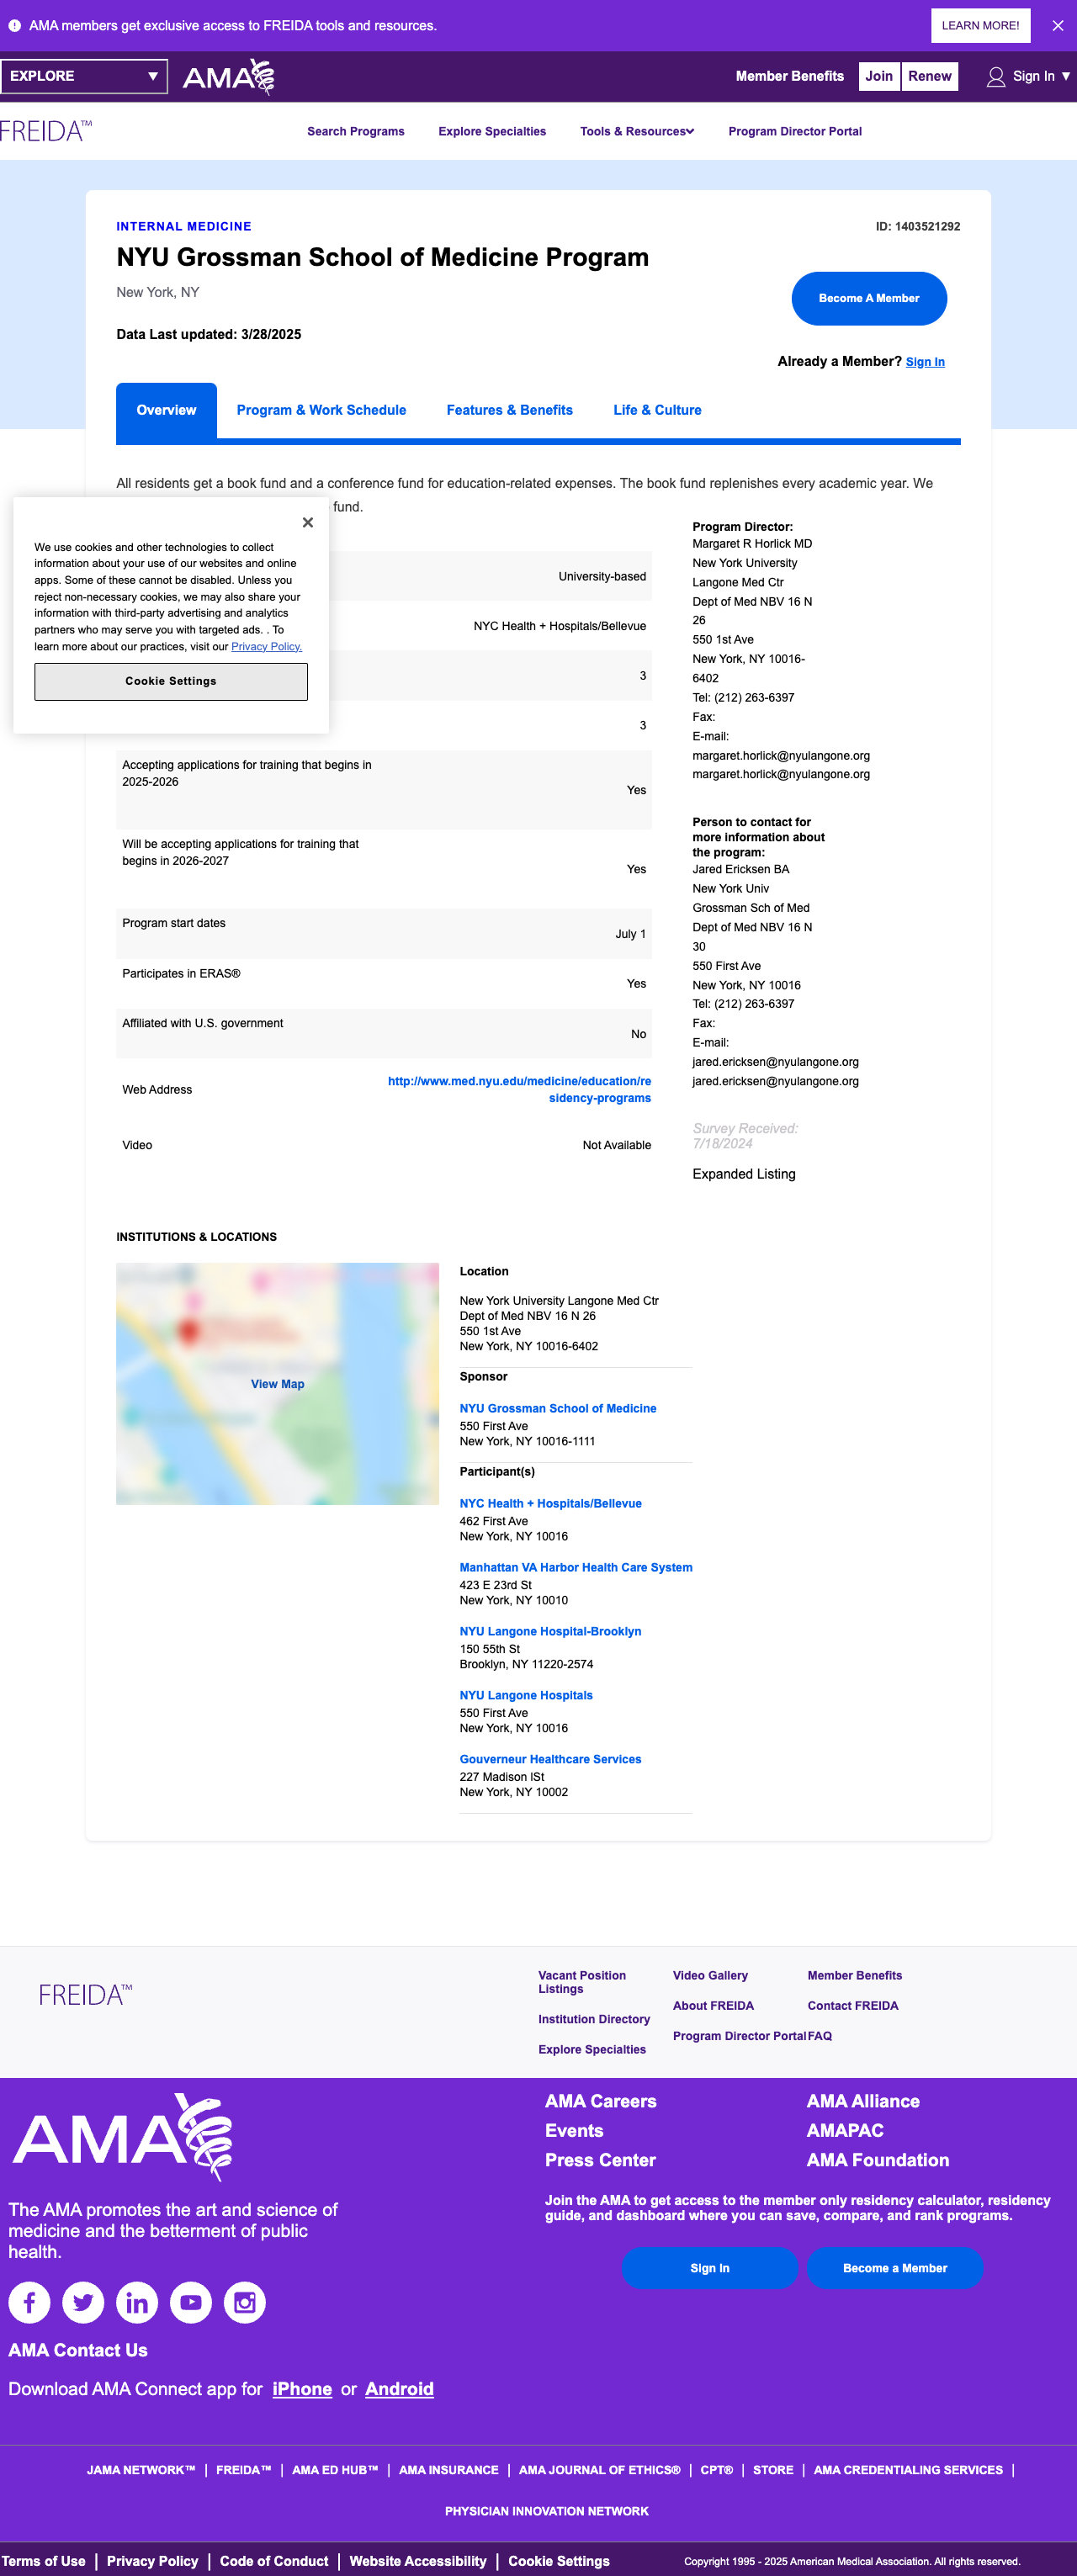 AMA members get exclusive access to FREIDA tools and resources.
LEARN MORE!
EXPLORE
AMA
Member Benefits
Join
Renew
Sign In
FREIDA™
Search Programs
Explore Specialties
Tools & Resources
Program Director Portal
INTERNAL MEDICINE
ID: 1403521292
NYU Grossman School of Medicine Program
New York, NY
Become A Member
Data Last updated: 3/28/2025
Already a Member? Sign In
Overview
Program & Work Schedule
Features & Benefits
Life & Culture
All residents get a book fund and a conference fund for education-related expenses. The book fund replenishes every academic year. We
fund.
We use cookies and other technologies to collect
information about your use of our websites and online
apps. Some of these cannot be disabled. Unless you
reject non-necessary cookies, we may also share your
information with third-party advertising and analytics
partners who may serve you with targeted ads. . To
learn more about our practices, visit our Privacy Policy.
Cookie Settings
University-based
NYC Health + Hospitals/Bellevue
3
3
Accepting applications for training that begins in
2025-2026
Yes
Will be accepting applications for training that
begins in 2026-2027
Yes
Program start dates
July 1
Participates in ERAS®
Yes
Affiliated with U.S. government
No
Web Address
http://www.med.nyu.edu/medicine/education/re
sidency-programs
Video
Not Available
Program Director:
Margaret R Horlick MD
New York University
Langone Med Ctr
Dept of Med NBV 16 N
26
550 1st Ave
New York, NY 10016-
6402
Tel: (212) 263-6397
Fax:
E-mail:
margaret.horlick@nyulangone.org
margaret.horlick@nyulangone.org
Person to contact for
more information about
the program:
Jared Ericksen BA
New York Univ
Grossman Sch of Med
Dept of Med NBV 16 N
30
550 First Ave
New York, NY 10016
Tel: (212) 263-6397
Fax:
E-mail:
jared.ericksen@nyulangone.org
jared.ericksen@nyulangone.org
Survey Received:
7/18/2024
Expanded Listing
INSTITUTIONS & LOCATIONS
View Map
Location
New York University Langone Med Ctr
Dept of Med NBV 16 N 26
550 1st Ave
New York, NY 10016-6402
Sponsor
NYU Grossman School of Medicine
550 First Ave
New York, NY 10016-1111
Participant(s)
NYC Health + Hospitals/Bellevue
462 First Ave
New York, NY 10016
Manhattan VA Harbor Health Care System
423 E 23rd St
New York, NY 10010
NYU Langone Hospital-Brooklyn
150 55th St
Brooklyn, NY 11220-2574
NYU Langone Hospitals
550 First Ave
New York, NY 10016
Gouverneur Healthcare Services
227 Madison lSt
New York, NY 10002
FREIDA™
Vacant Position
Listings
Institution Directory
Explore Specialties
Video Gallery
About FREIDA
Program Director Portal
Member Benefits
Contact FREIDA
FAQ
AMA
The AMA promotes the art and science of
medicine and the betterment of public
health.
AMA Contact Us
Download AMA Connect app for iPhone or Android
AMA Careers
Events
Press Center
AMA Alliance
AMAPAC
AMA Foundation
Join the AMA to get access to the member only residency calculator, residency
guide, and dashboard where you can save, compare, and rank programs.
Sign In
Become a Member
JAMA NETWORK™ | FREIDA™ | AMA ED HUB™ | AMA INSURANCE | AMA JOURNAL OF ETHICS® | CPT® | STORE | AMA CREDENTIALING SERVICES |
PHYSICIAN INNOVATION NETWORK
Terms of Use | Privacy Policy | Code of Conduct | Website Accessibility | Cookie Settings
Copyright 1995 - 2025 American Medical Association. All rights reserved.